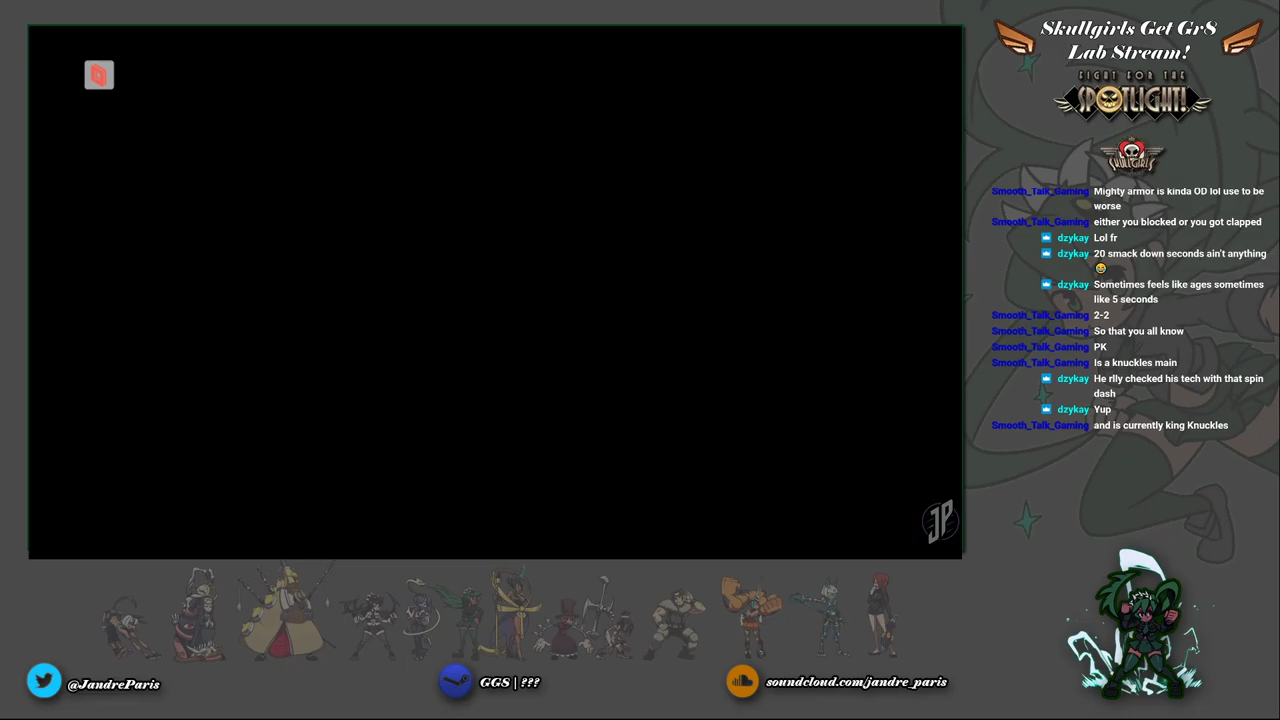 Skullgirls Get Gr8
Lab Stream!
FIGHT FOR THE
SPOTLIGHT!
SKULLGIRLS
Smooth_Talk_Gaming Mighty armor is kinda OD lol use to be
worse
Smooth_Talk_Gaming either you blocked or you got clapped
dzykay Lol fr
dzykay 20 smack down seconds ain't anything
😂
dzykay Sometimes feels like ages sometimes
like 5 seconds
Smooth_Talk_Gaming 2-2
Smooth_Talk_Gaming So that you all know
Smooth_Talk_Gaming PK
Smooth_Talk_Gaming Is a knuckles main
dzykay He rlly checked his tech with that spin
dash
dzykay Yup
Smooth_Talk_Gaming and is currently king Knuckles
JP
@JandreParis
GGS | ???
soundcloud.com/jandre_paris